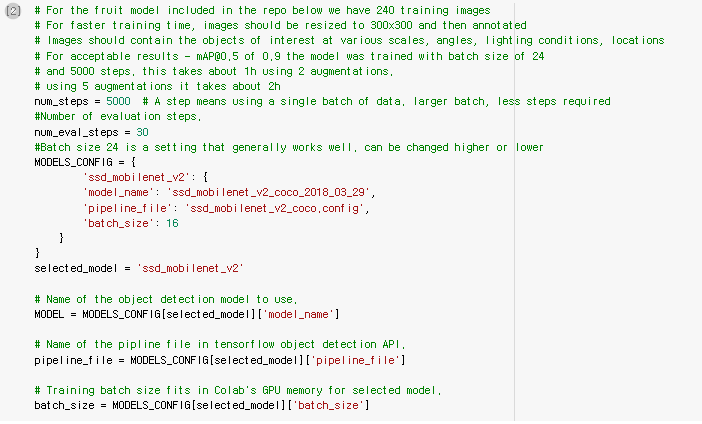 [2]
# For the fruit model included in the repo below we have 240 training images
# For faster training time, images should be resized to 300x300 and then annotated
# Images should contain the objects of interest at various scales, angles, lighting conditions, locations
# For acceptable results - mAP@0.5 of 0.9 the model was trained with batch size of 24
# and 5000 steps. this takes about 1h using 2 augmentations.
# using 5 augmentations it takes about 2h
num_steps = 5000  # A step means using a single batch of data. larger batch, less steps required
#Number of evaluation steps.
num_eval_steps = 30
#Batch size 24 is a setting that generally works well. can be changed higher or lower
MODELS_CONFIG = {
        'ssd_mobilenet_v2': {
        'model_name': 'ssd_mobilenet_v2_coco_2018_03_29',
        'pipeline_file': 'ssd_mobilenet_v2_coco.config',
        'batch_size': 16
    }
}
selected_model = 'ssd_mobilenet_v2'
# Name of the object detection model to use.
MODEL = MODELS_CONFIG[selected_model]['model_name']
# Name of the pipline file in tensorflow object detection API.
pipeline_file = MODELS_CONFIG[selected_model]['pipeline_file']
# Training batch size fits in Colab's GPU memory for selected model.
batch_size = MODELS_CONFIG[selected_model]['batch_size']